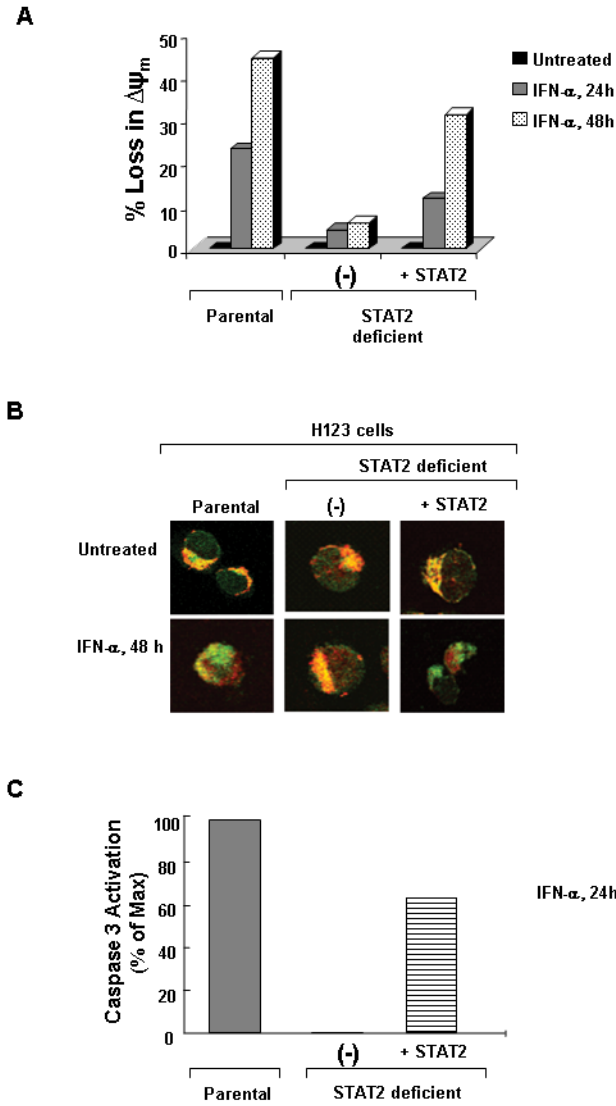 A
50
40
30
20
10
0
% Loss in Δψm
Untreated
IFN-α, 24h
IFN-α, 48h
(-)
+ STAT2
Parental
STAT2
deficient
B
H123 cells
STAT2 deficient
Parental
(-)
+ STAT2
Untreated
IFN-α, 48 h
C
Caspase 3 Activation
(% of Max)
100
80
60
40
20
0
IFN-α, 24h
(-)
+ STAT2
Parental
STAT2 deficient